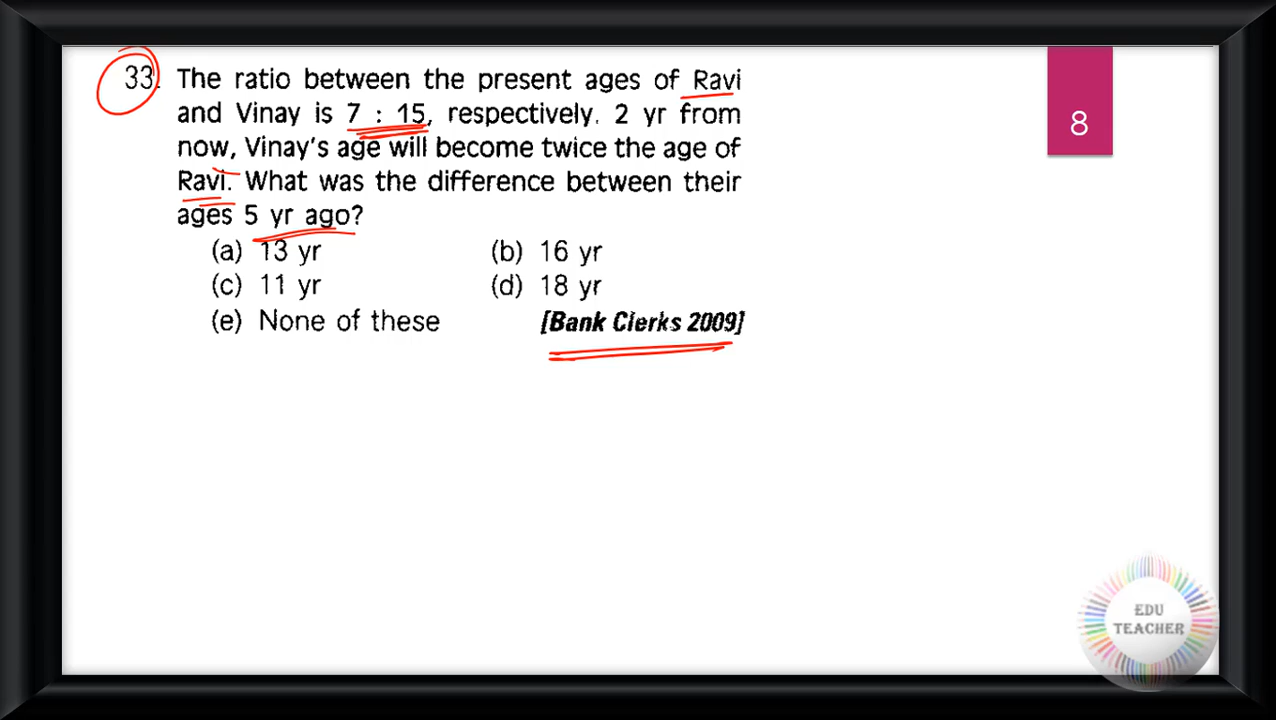 33. The ratio between the present ages of Ravi
and Vinay is 7 : 15, respectively. 2 yr from
now, Vinay's age will become twice the age of
Ravi. What was the difference between their
ages 5 yr ago?
(a) 13 yr (b) 16 yr
(c) 11 yr (d) 18 yr
(e) None of these [Bank Clerks 2009]
8
EDU
TEACHER